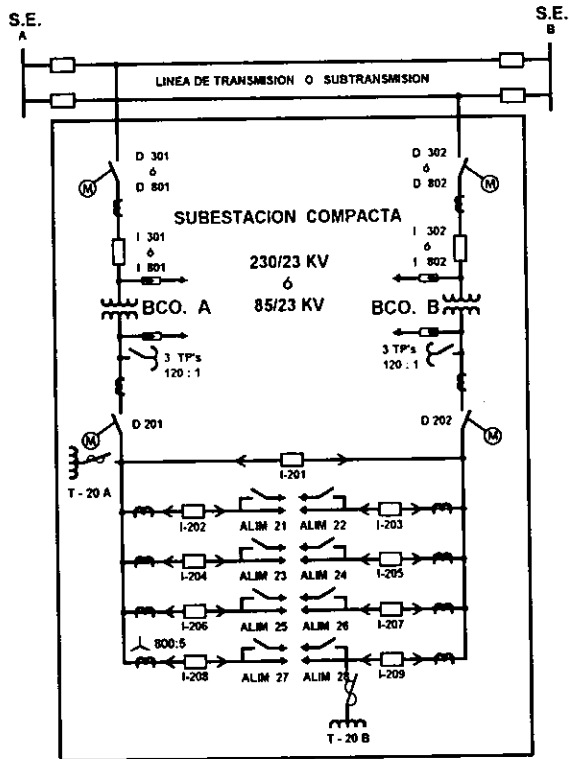 S.E.
A
S.E.
B
LINEA DE TRANSMISION O SUBTRANSMISION
D 301
ó
D 801
M
D 302
ó
D 802
M
SUBESTACION COMPACTA
I 301
ó
I 801
230/23 KV
ó
85/23 KV
I 302
ó
I 802
BCO. A
BCO. B
3 TP's
120 : 1
3 TP's
120 : 1
M
D 201
D 202
M
T - 20 A
I-201
I-202
ALIM 21
ALIM 22
I-203
I-204
ALIM 23
ALIM 24
I-205
I-206
ALIM 25
ALIM 26
I-207
800:5
I-208
ALIM 27
ALIM 28
I-209
T - 20 B